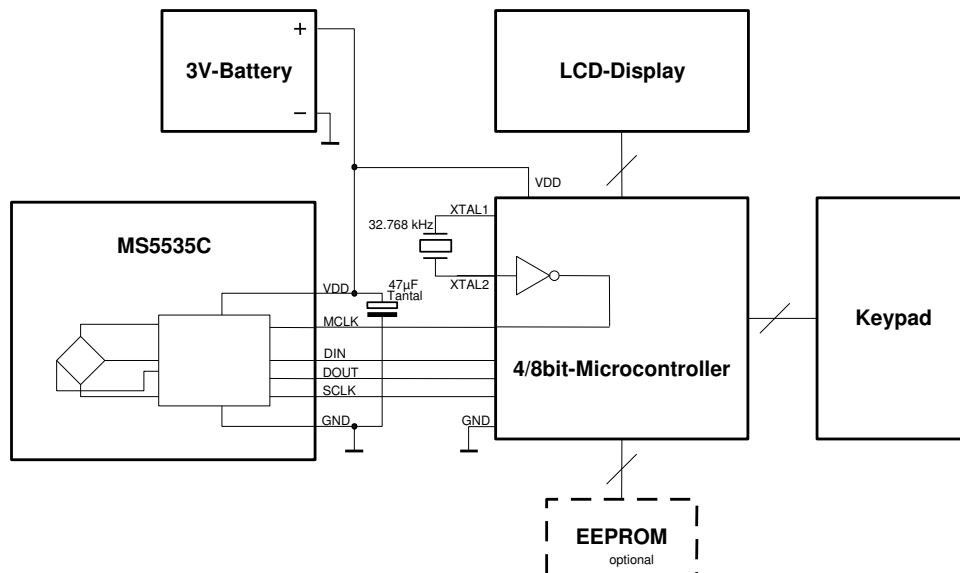 +
3V-Battery
−
LCD-Display
VDD
MS5535C
32.768 kHz
XTAL1
XTAL2
47µF
Tantal
VDD
MCLK
DIN
DOUT
SCLK
GND
GND
4/8bit-Microcontroller
Keypad
EEPROM
optional